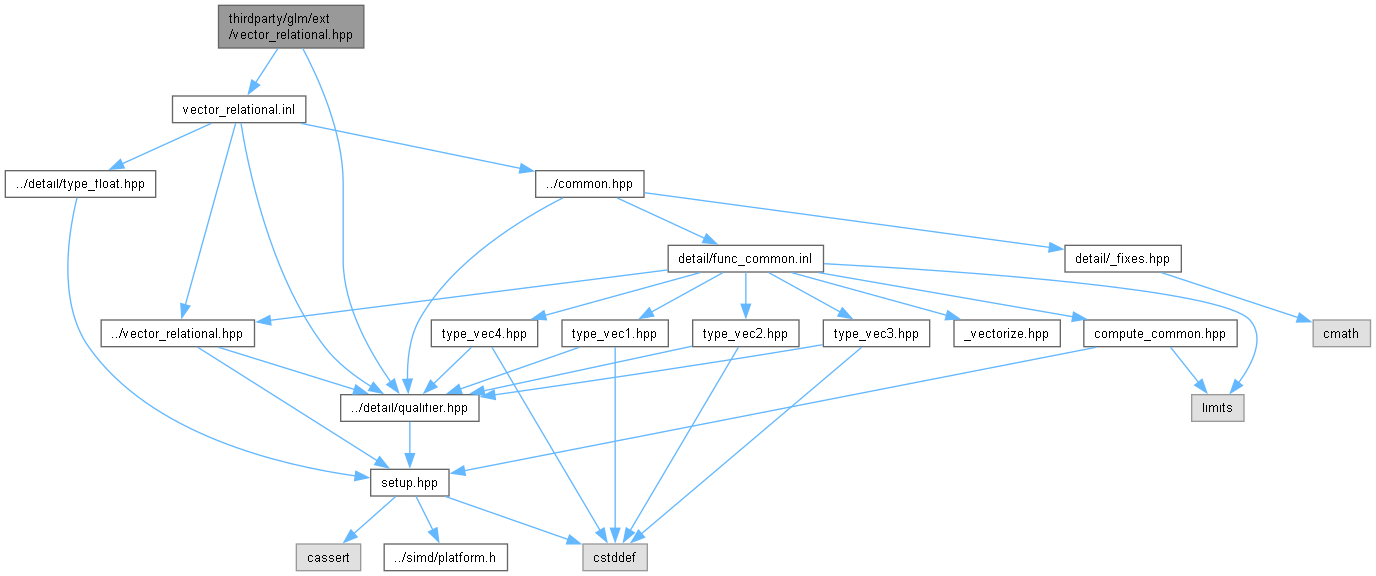 thirdparty/glm/ext
/vector_relational.hpp
vector_relational.inl
../detail/type_float.hpp
../common.hpp
detail/func_common.inl
detail/_fixes.hpp
../vector_relational.hpp
type_vec4.hpp
type_vec1.hpp
type_vec2.hpp
type_vec3.hpp
_vectorize.hpp
compute_common.hpp
cmath
../detail/qualifier.hpp
limits
setup.hpp
cassert
../simd/platform.h
cstddef